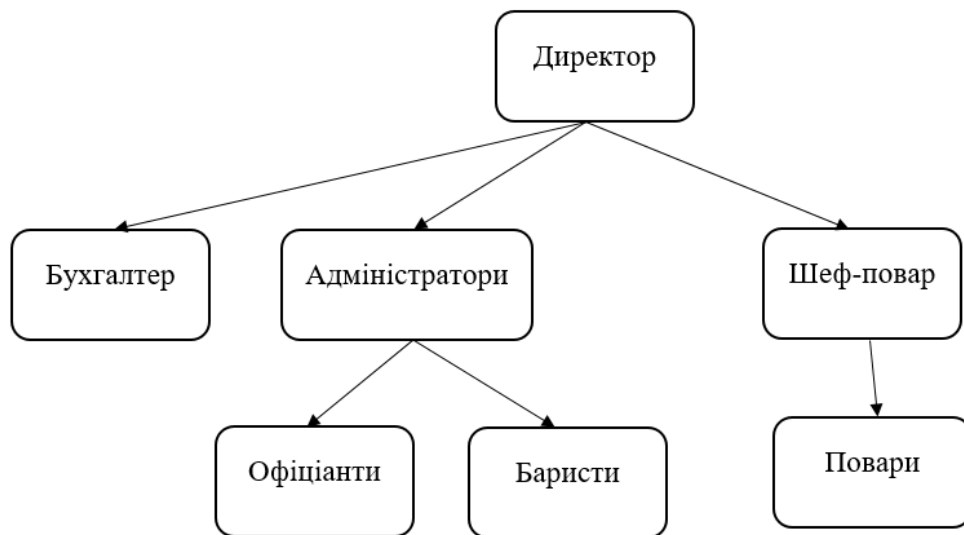 Директор
Бухгалтер
Адміністратори
Шеф-повар
Офіціанти
Баристи
Повари